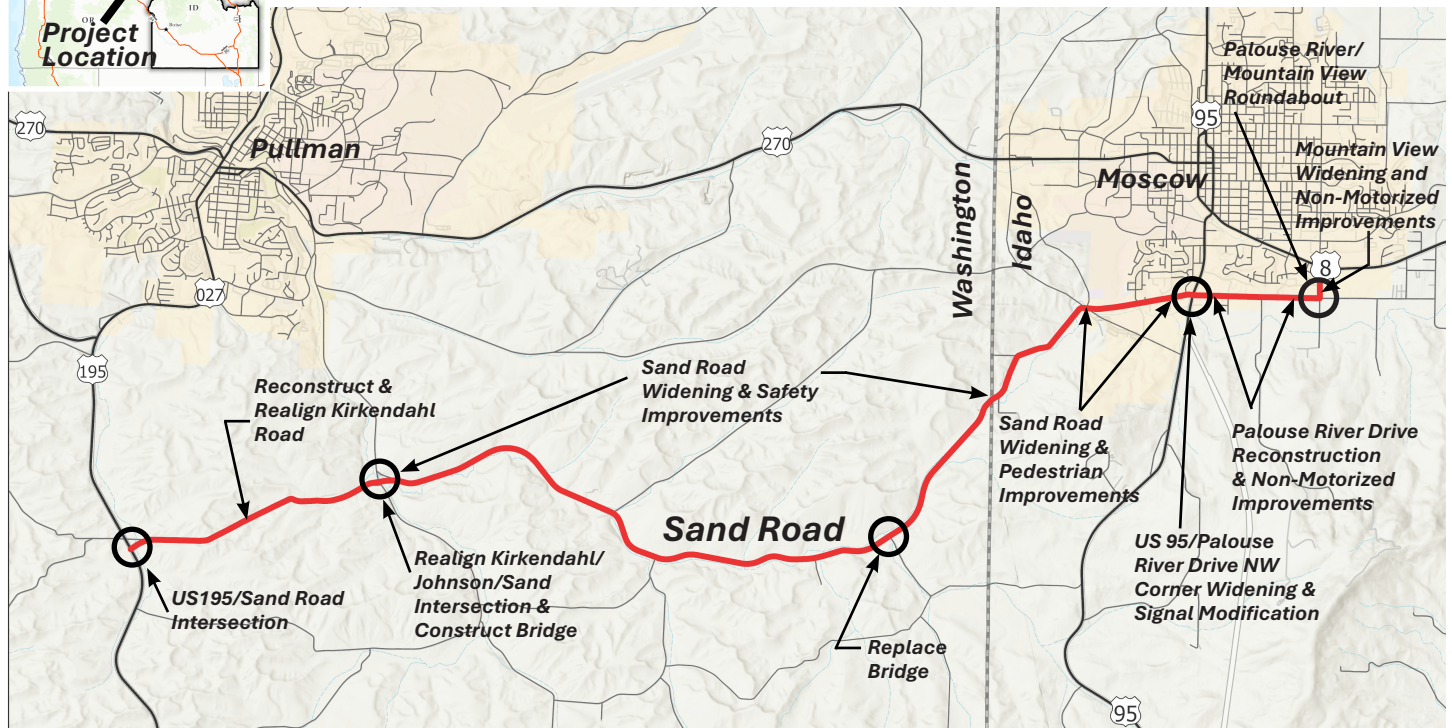 OR
ID
Boise
Project
Location
270
Pullman
270
027
195
Washington
Idaho
Moscow
95
8
95
Palouse River/
Mountain View
Roundabout
Mountain View
Widening and
Non-Motorized
Improvements
Reconstruct &
Realign Kirkendahl
Road
Sand Road
Widening & Safety
Improvements
Sand Road
Widening &
Pedestrian
Improvements
Palouse River Drive
Reconstruction
& Non-Motorized
Improvements
US 95/Palouse
River Drive NW
Corner Widening &
Signal Modification
Sand Road
US195/Sand Road
Intersection
Realign Kirkendahl/
Johnson/Sand
Intersection &
Construct Bridge
Replace
Bridge